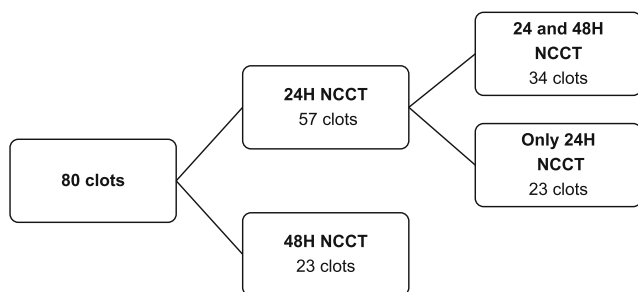 80 clots
24H NCCT
57 clots
48H NCCT
23 clots
24 and 48H
NCCT
34 clots
Only 24H
NCCT
23 clots